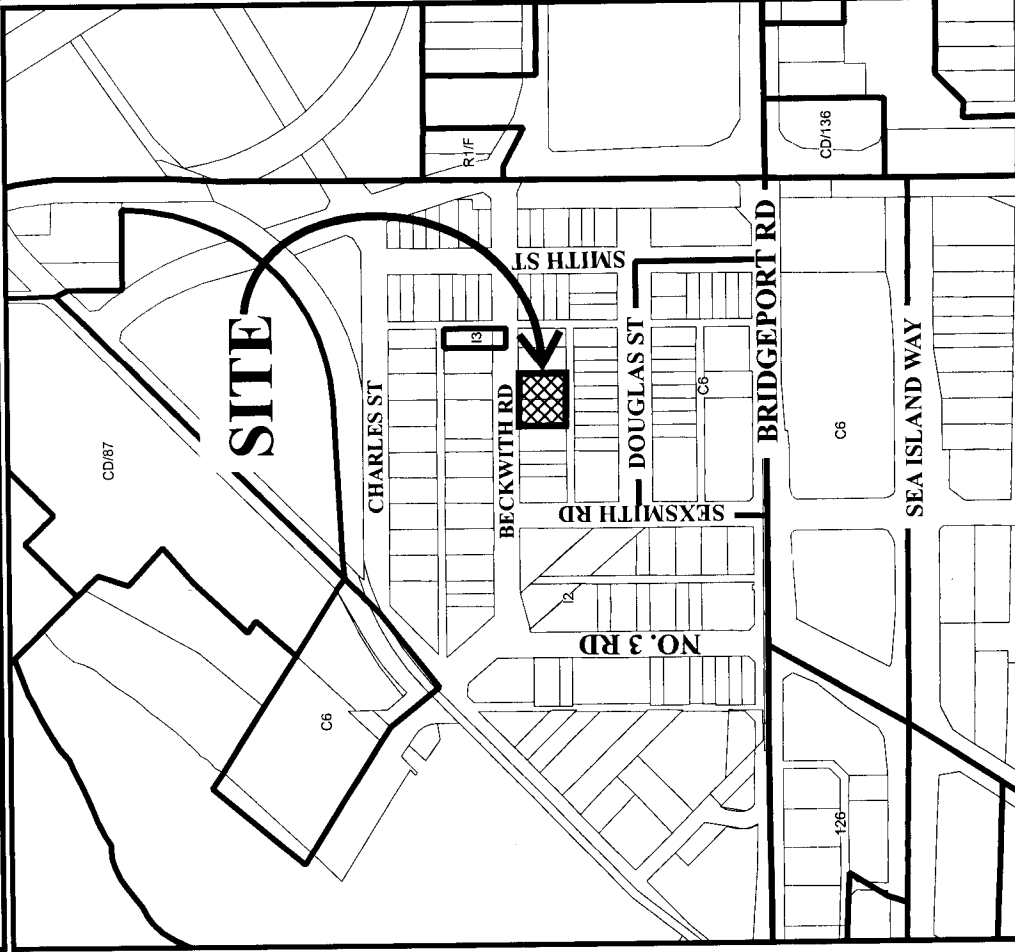 R1/F
CD/136
SITE
CD/87
SMITH ST
I3
CHARLES ST
BECKWITH RD
DOUGLAS ST
C6
BRIDGEPORT RD
C6
SEA ISLAND WAY
SEXSMITH RD
I2
NO. 3 RD
C6
126